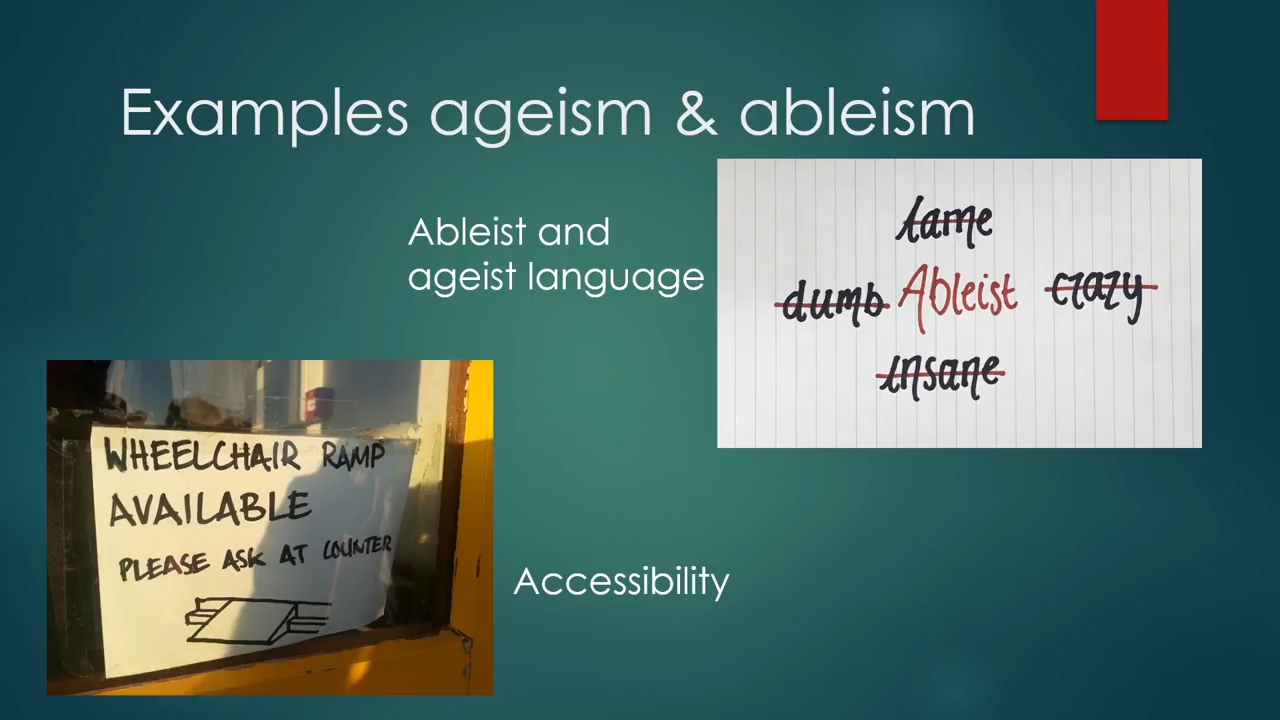 Examples ageism & ableism
Ableist and
ageist language
lame
dumb Ableist crazy
insane
WHEELCHAIR RAMP
AVAILABLE
PLEASE ASK AT COUNTER
Accessibility